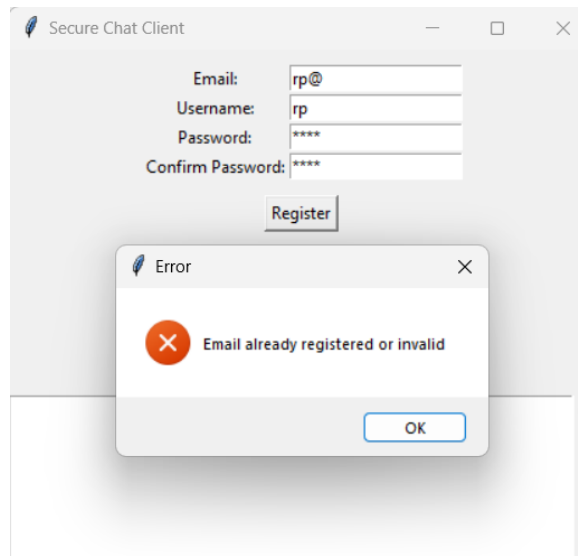 Secure Chat Client
Email: rp@
Username: rp
Password: ****
Confirm Password: ****
Register
Error
Email already registered or invalid
OK